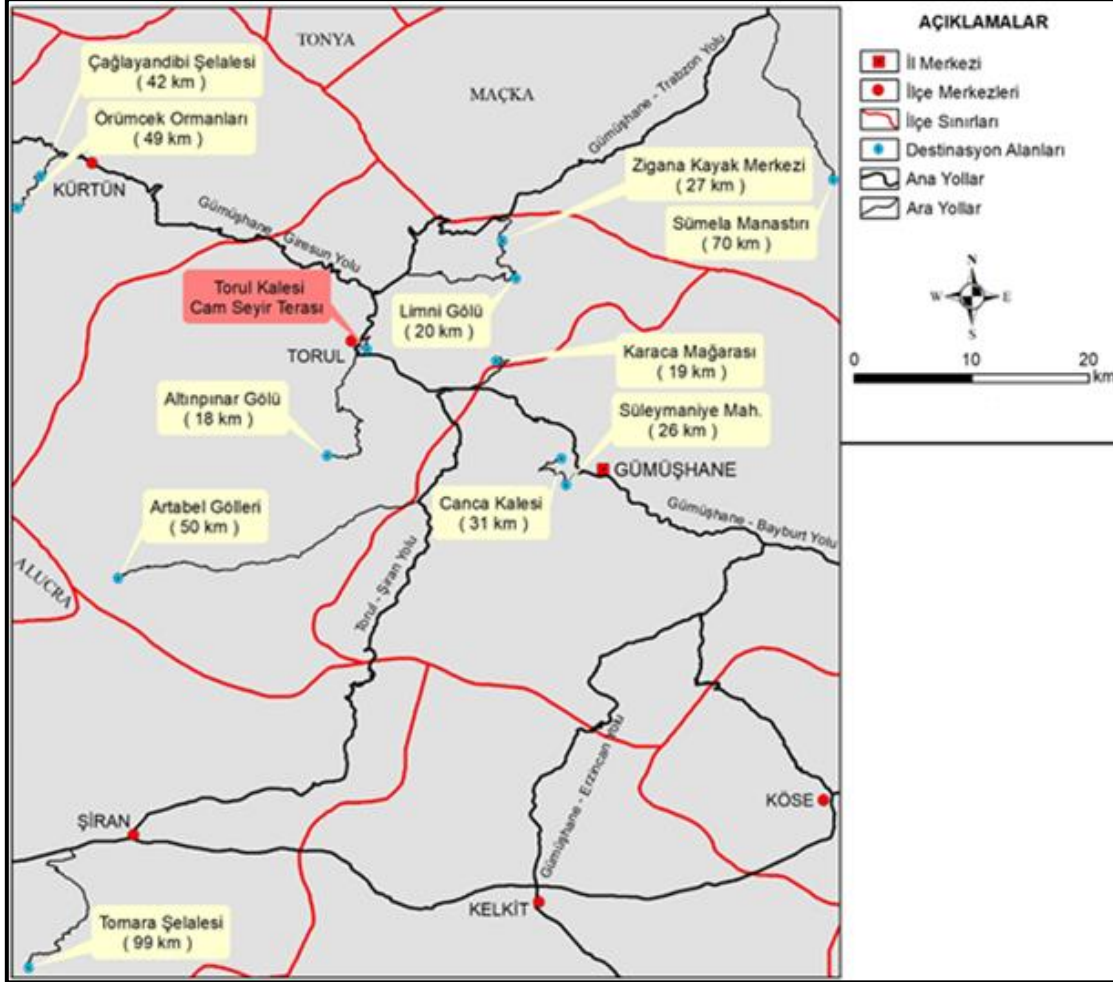 TONYA
MAÇKA
Çağlayandibi Şelalesi
( 42 km )
Örümcek Ormanları
( 49 km )
KÜRTÜN
Gümüşhane - Trabzon Yolu
Zigana Kayak Merkezi
( 27 km )
Sümela Manastırı
( 70 km )
Gümüşhane - Giresun Yolu
Torul Kalesi
Cam Seyir Terası
Limni Gölü
( 20 km )
TORUL
Karaca Mağarası
( 19 km )
Altınpınar Gölü
( 18 km )
Süleymaniye Mah.
( 26 km )
GÜMÜŞHANE
Artabel Gölleri
( 50 km )
Canca Kalesi
( 31 km )
Gümüşhane - Bayburt Yolu
ALUCRA
Torul - Şiran Yolu
Gümüşhane - Erzincan Yolu
KÖSE
ŞİRAN
KELKİT
Tomara Şelalesi
( 99 km )
AÇIKLAMALAR
İl Merkezi
İlçe Merkezleri
İlçe Sınırları
Destinasyon Alanları
Ana Yollar
Ara Yollar
N
W E
S
0 10 20
km